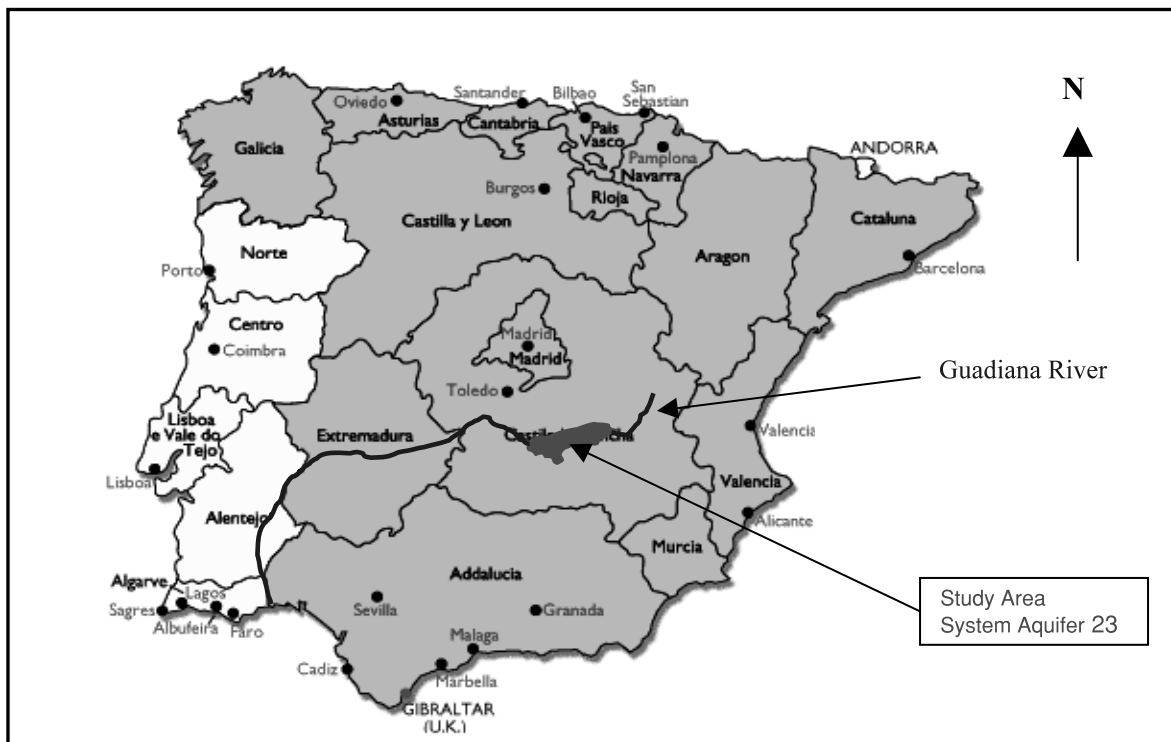 N
Oviedo
Santander
Bilbao
San
Sebastian
Asturias
Cantabria
Pais
Vasco
Galicia
Pamplona
Navarra
ANDORRA
Burgos
Rioja
Castilla y Leon
Cataluna
Norte
Aragon
Porto
Barcelona
Centro
Coimbra
Madrid
Madrid
Guadiana River
Toledo
Lisboa
e Vale do
Tejo
Extremadura
Valencia
Lisboa
Valencia
Alentejo
Alicante
Murcia
Algarve
Lagos
Addalucia
Sagres
Sevilla
Granada
Albufeira
Faro
Study Area
System Aquifer 23
Malaga
Cadiz
Marbella
GIBRALTAR
(U.K.)